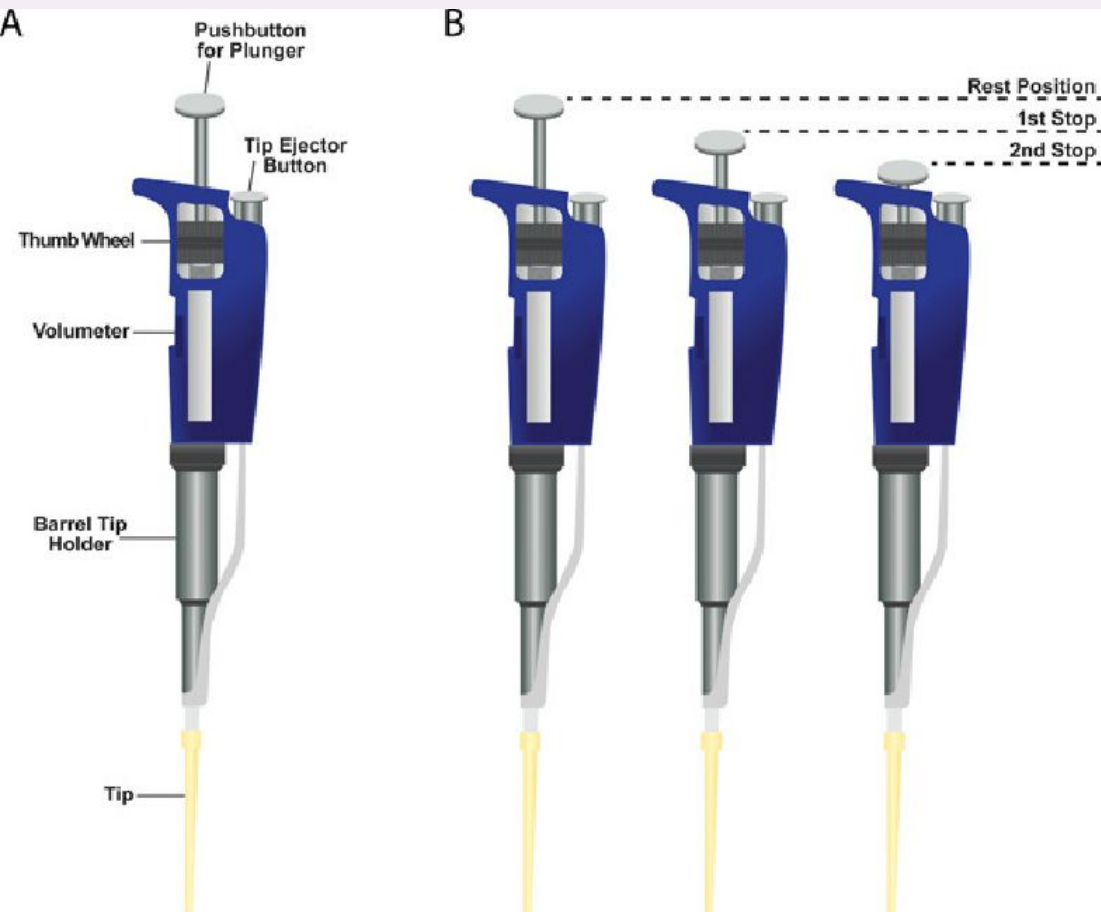 A
Pushbutton
for Plunger
Tip Ejector
Button
Thumb Wheel
Volumeter
Barrel Tip
Holder
Tip
B
Rest Position
1st Stop
2nd Stop